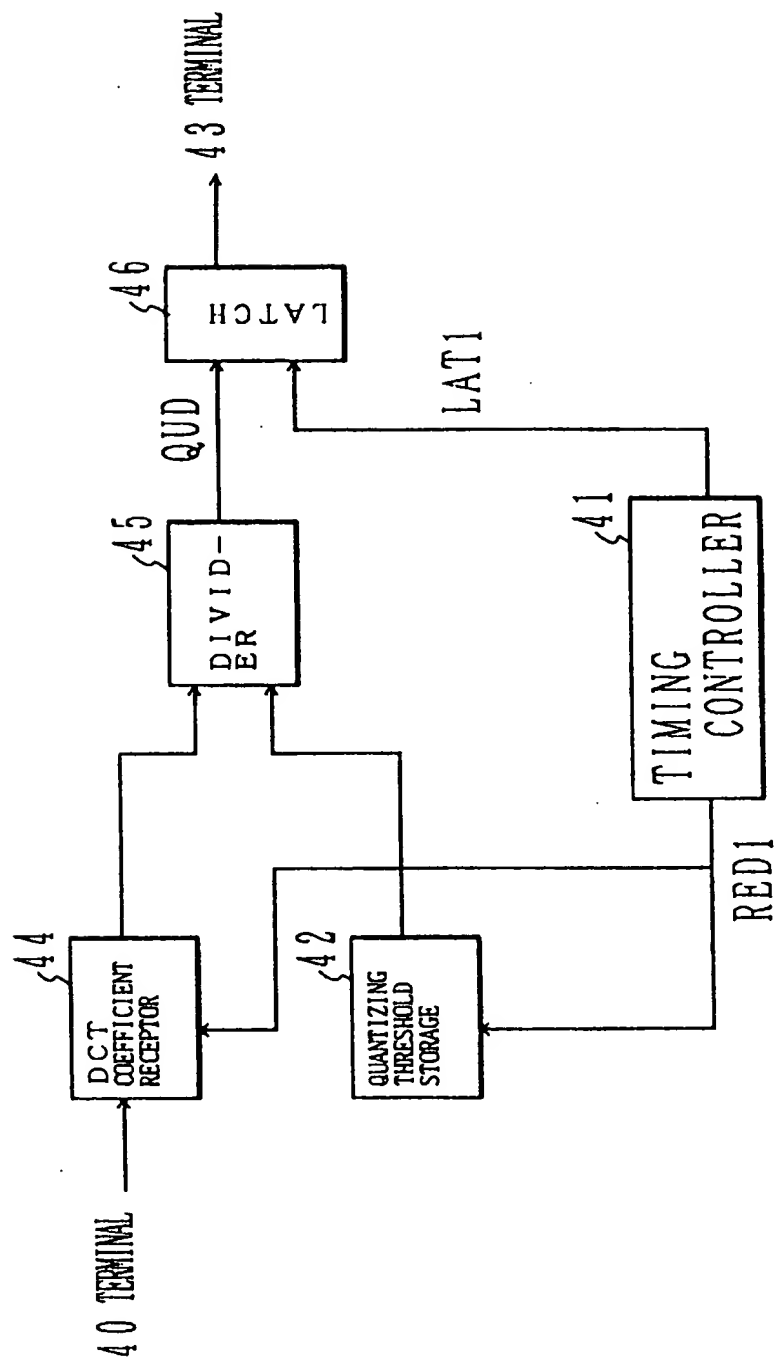 40 TERMINAL
44
DCT
COEFFICIENT
RECEPTOR
42
QUANTIZING
THRESHOLD
STORAGE
45
DIVID-
ER
QUD
46
LATCH
43 TERMINAL
RED1
41
TIMING
CONTROLLER
LAT1